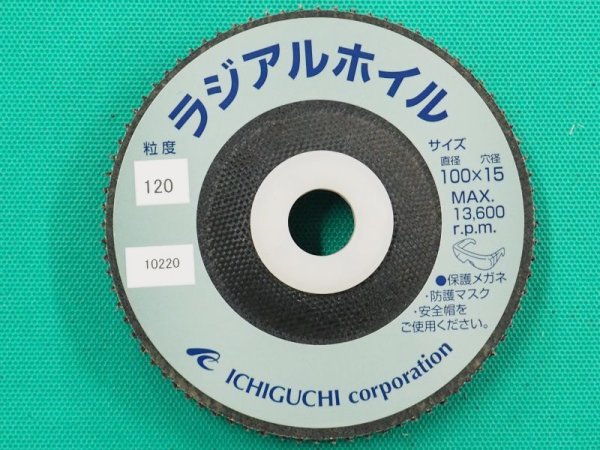 ラジアルホイル
粒度
120
10220
サイズ
直径 穴径
100×15
MAX.
13,600
r.p.m.
●保護メガネ
・防護マスク
・安全帽を
ご使用ください。
ICHIGUCHI corporation